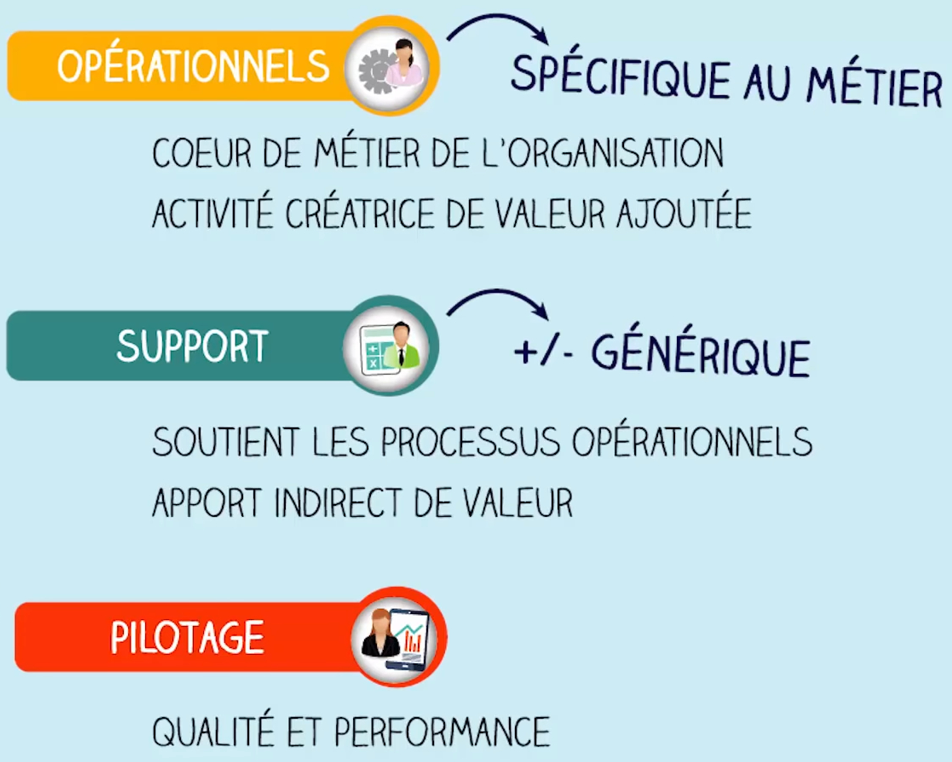 OPÉRATIONNELS
SPÉCIFIQUE AU MÉTIER
COEUR DE MÉTIER DE L'ORGANISATION
ACTIVITÉ CRÉATRICE DE VALEUR AJOUTÉE
SUPPORT
+/- GÉNÉRIQUE
SOUTIENT LES PROCESSUS OPÉRATIONNELS
APPORT INDIRECT DE VALEUR
PILOTAGE
QUALITÉ ET PERFORMANCE